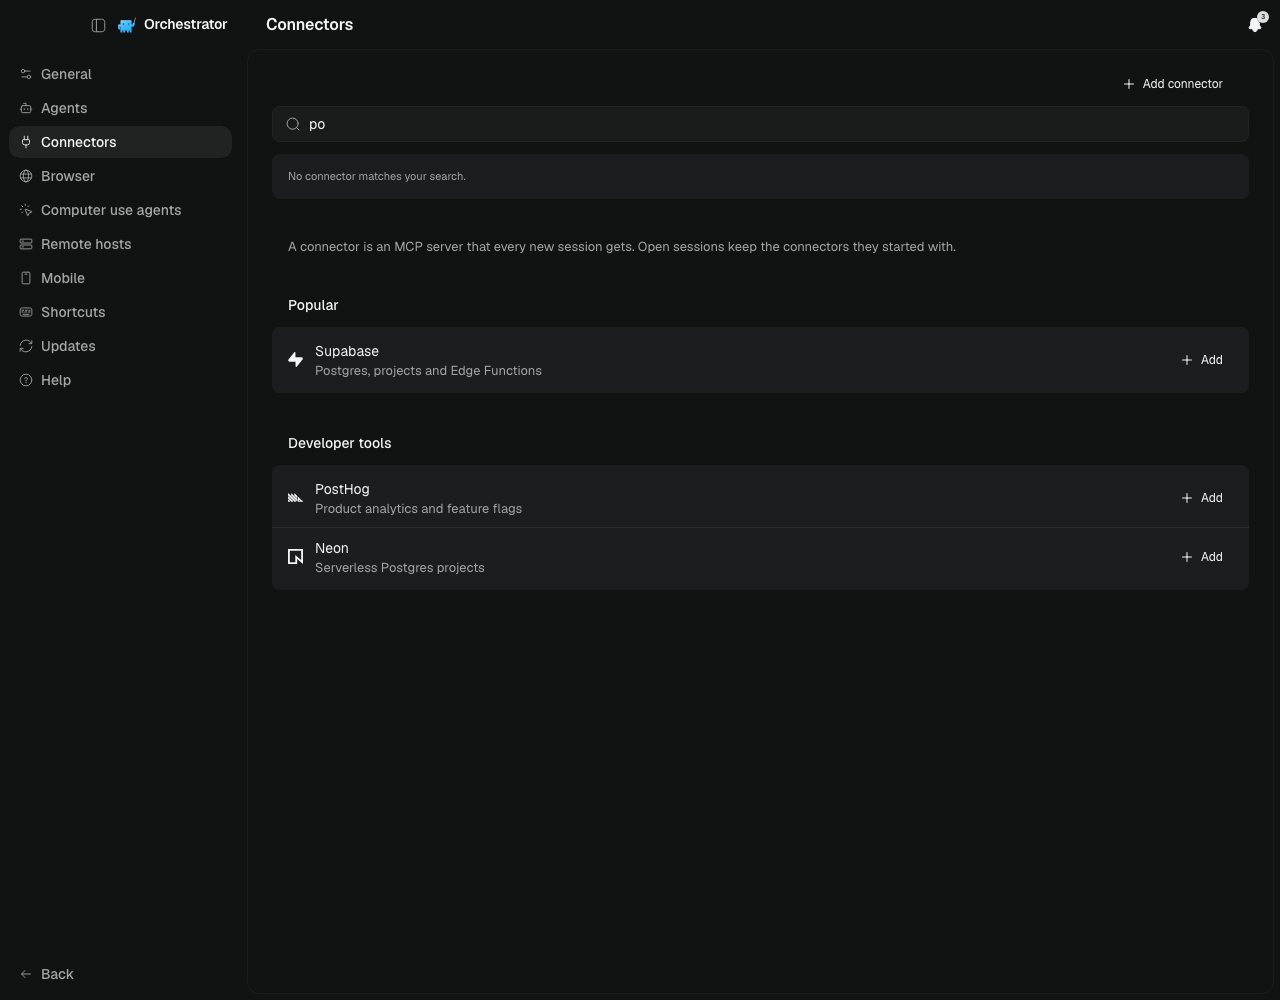 Orchestrator
Connectors
3
General
Agents
Connectors
Browser
Computer use agents
Remote hosts
Mobile
Shortcuts
Updates
Help
Back
Add connector
po
No connector matches your search.
A connector is an MCP server that every new session gets. Open sessions keep the connectors they started with.
Popular
Supabase
Postgres, projects and Edge Functions
Add
Developer tools
PostHog
Product analytics and feature flags
Add
Neon
Serverless Postgres projects
Add